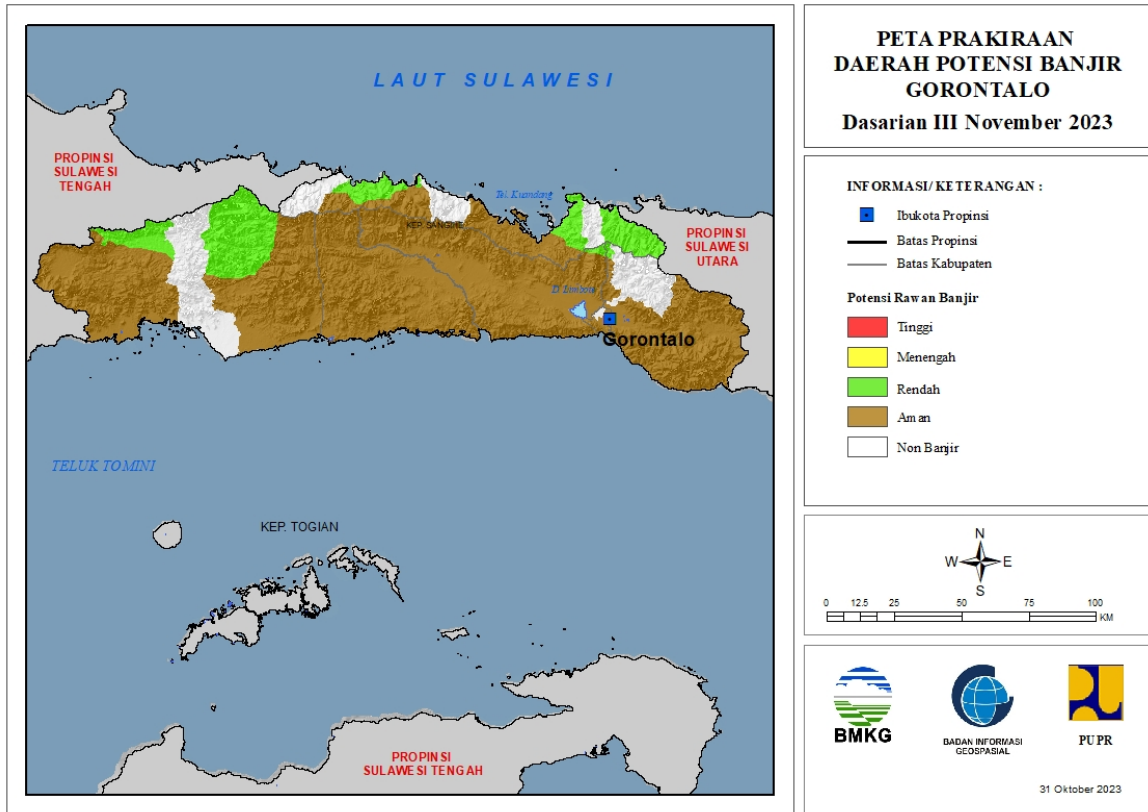 LAUT SULAWESI
PROPINSI
SULAWESI
TENGAH
Tel. Kuandang
KEP. SANGIHE
PROPINSI
SULAWESI
UTARA
Gorontalo
TELUK TOMINI
KEP. TOGIAN
PROPINSI
SULAWESI TENGAH
PETA PRAKIRAAN
DAERAH POTENSI BANJIR
GORONTALO
Dasarian III November 2023
INFORMASI/ KETERANGAN :
Ibukota Propinsi
Batas Propinsi
Batas Kabupaten
Potensi Rawan Banjir
Tinggi
Menengah
Rendah
Aman
Non Banjir
N
W E
S
0 12.5 25 50 75 100
KM
BMKG
BADAN INFORMASI
GEOSPASIAL
PUPR
31 Oktober 2023